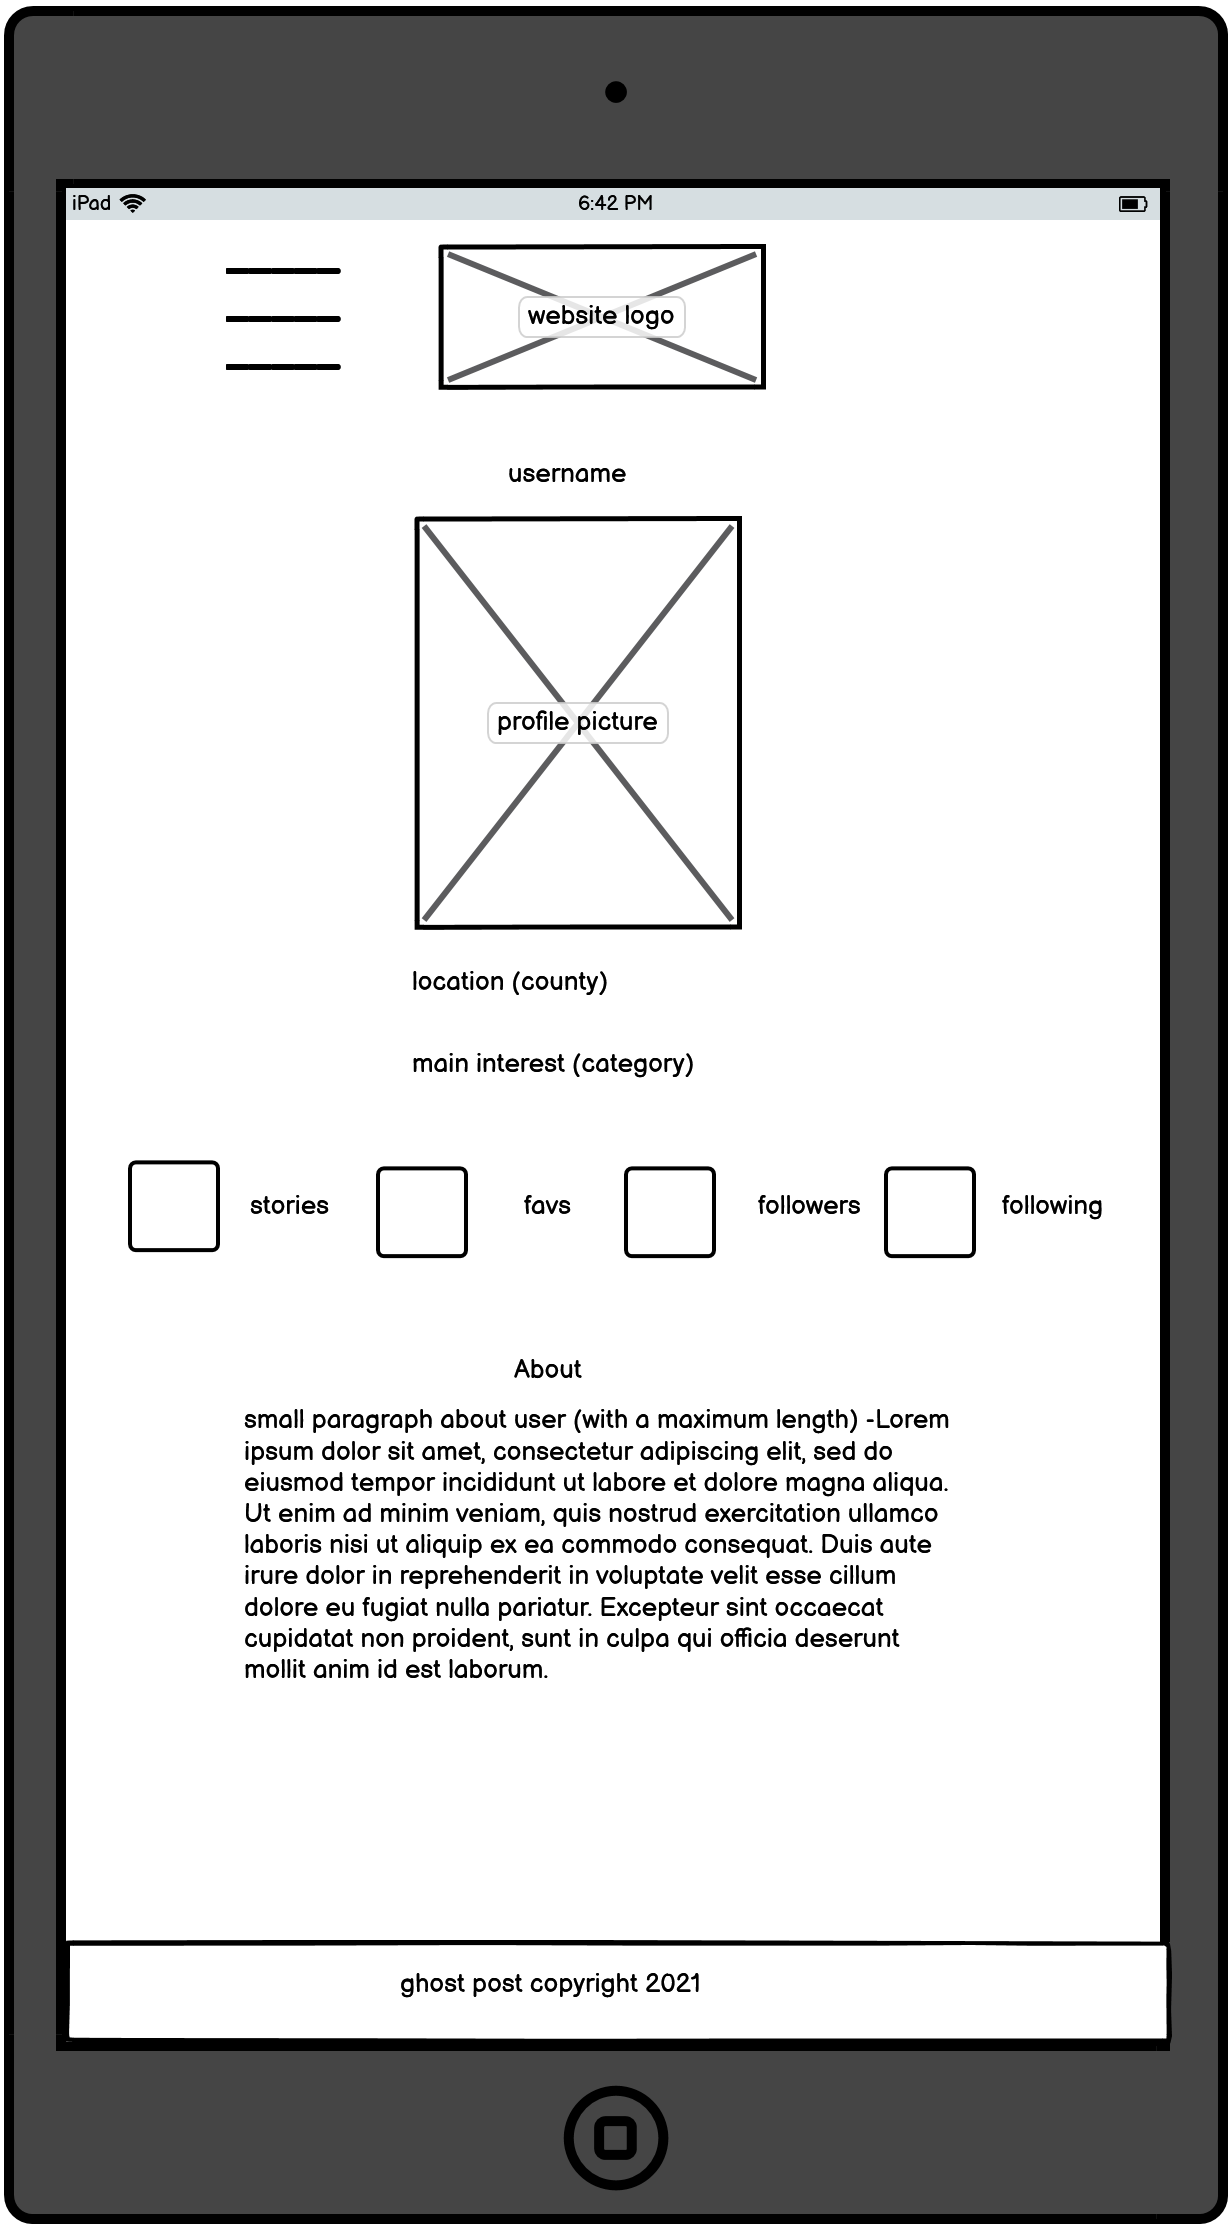 iPad
6:42 PM
website logo
username
profile picture
location (county)
main interest (category)
stories
favs
followers
following
About
small paragraph about user (with a maximum length) -Lorem
ipsum dolor sit amet, consectetur adipiscing elit, sed do
eiusmod tempor incididunt ut labore et dolore magna aliqua.
Ut enim ad minim veniam, quis nostrud exercitation ullamco
laboris nisi ut aliquip ex ea commodo consequat. Duis aute
irure dolor in reprehenderit in voluptate velit esse cillum
dolore eu fugiat nulla pariatur. Excepteur sint occaecat
cupidatat non proident, sunt in culpa qui officia deserunt
mollit anim id est laborum.
ghost post copyright 2021